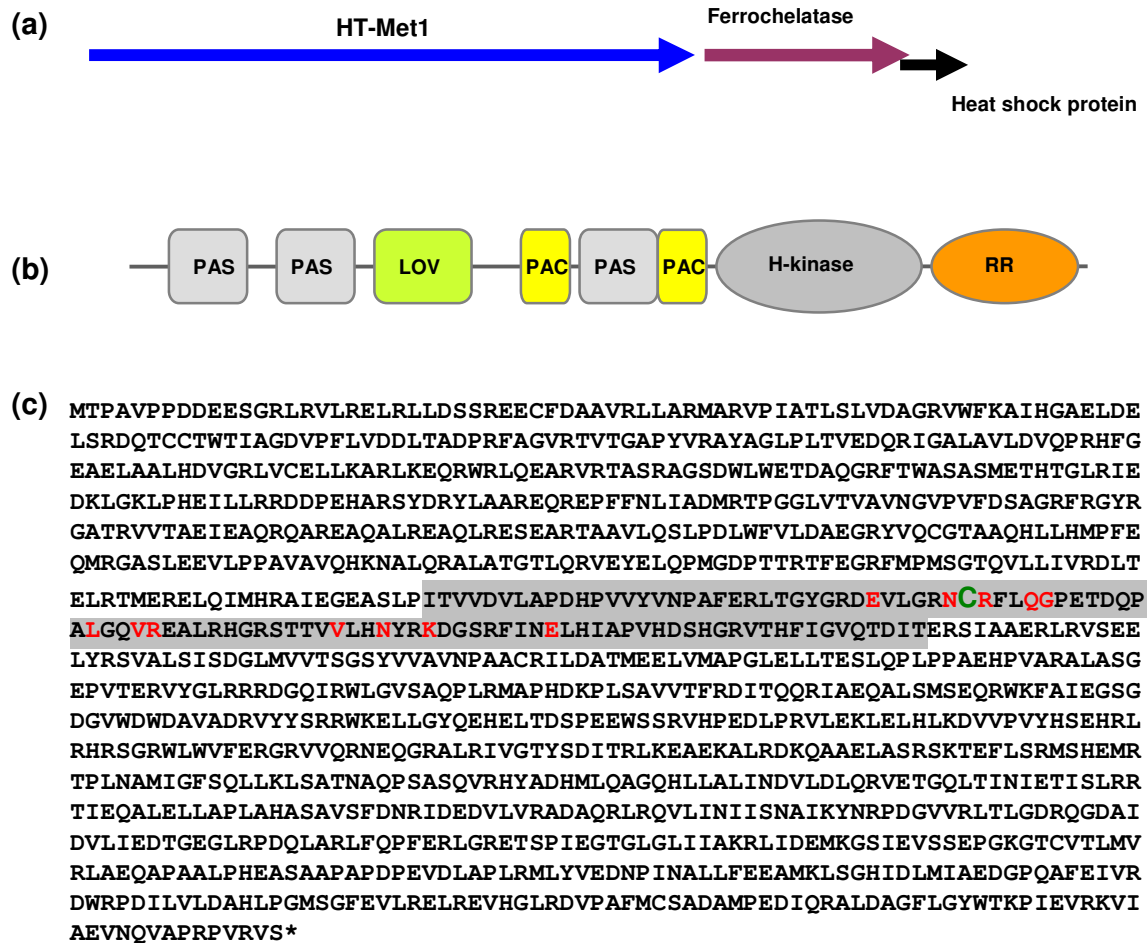 (a)
HT-Met1
Ferrochelatase
Heat shock protein
(b)
PAS PAS LOV PAC PAS PAC H-kinase RR
(c)
MTPAVPPDDEESGRLRVLRELRLLDSSREECFDAAVRLLARMARVPIATLSLVDAGRVWFKAIHGAELDE
LSRDQTCCTWTIAGDVPFLVDDLTADPRFAGVRTVTGAPYVRAYAGLPLTVEDQRIGALAVLDVQPRHFG
EAELAALHDVGRLVCELLKARLKEQRWRLQEARVRTASRAGSDWLWETDAQGRFTWASASMETHTGLRIE
DKLGKLPHEILLRRDDPEHARSYDRYLAAREQREPFFNLIADMRTPGGLVTVAVNGVPVFDSAGRFRGYR
GATRVVTAEIEAQRQAREAQALREAQLRESEARTAAVLQSLPDLWFVLDAEGRYVQCGTAAQHLLHMPFE
QMRGASLEEVLPPAVAVQHKNALQRALATGTLQRVEYELQPMGDPTTRTFEGRFMPMSGTQVLLIVRDLT
ELRTMERELQIMHRAIEGEASLPITVVDVLAPDHPVVYVNPAFERLTGYGRDEVLGRNCRFLQGPETDQP
ALGQVREALRHGRSTTVVLHNYRKDGSRFINELHIAPVHDSHGRVTHFIGVQTDITERSIAAERLRVSEE
LYRSVALSISDGLMVVTSGSYVVAVNPAACRILDATMEELVMAPGLELLTESLQPLPPAEHPVARALASG
EPVTERVYGLRRRDGQIRWLGVSAQPLRMAPHDKPLSAVVTFRDITQQRIAEQALSMSEQRWKFAIEGSG
DGVWDWDAVADRVYYSRRWKELLGYQEHELTDSPEEWSSRVHPEDLPRVLEKLELHLKDVVPVYHSEHRL
RHRSGRWLWVFERGRVVQRNEQGRALRIVGTYSDITRLKEAEKALRDKQAAELASRSKTEFLSRMSHEMR
TPLNAMIGFSQLLKLSATNAQPSASQVRHYADHMLQAGQHLLALINDVLDLQRVETGQLTINIETISLRR
TIEQALELLAPLAHASAVSFDNRIDEDVLVRADAQRLRQVLINIISNAIKYNRPDGVVRLTLGDRQGDAI
DVLIEDTGEGLRPDQLARLFQPFERLGRETSPIEGTGLGLIIAKRLIDEMKGSIEVSSEPGKGTCVTLMV
RLAEQAPAALPHEASAAPAPDPEVDLAPLRMLYVEDNPINALLFEEAMKLSGHIDLMIAEDGPQAFEIVR
DWRPDILVLDAHLPGMSGFEVLRELREVHGLRDVPAFMCSADAMPEDIQRALDAGFLGYWTKPIEVRKVI
AEVNQVAPRPVRVS*